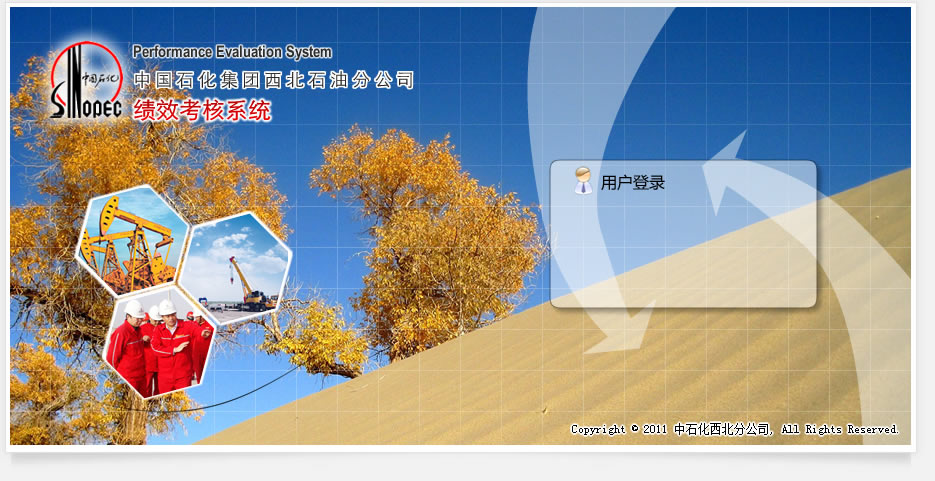 Performance Evaluation System
中国石化
SINOPEC
中国石化集团西北石油分公司
绩效考核系统
用户登录
Copyright © 2011 中石化西北分公司, All Rights Reserved.